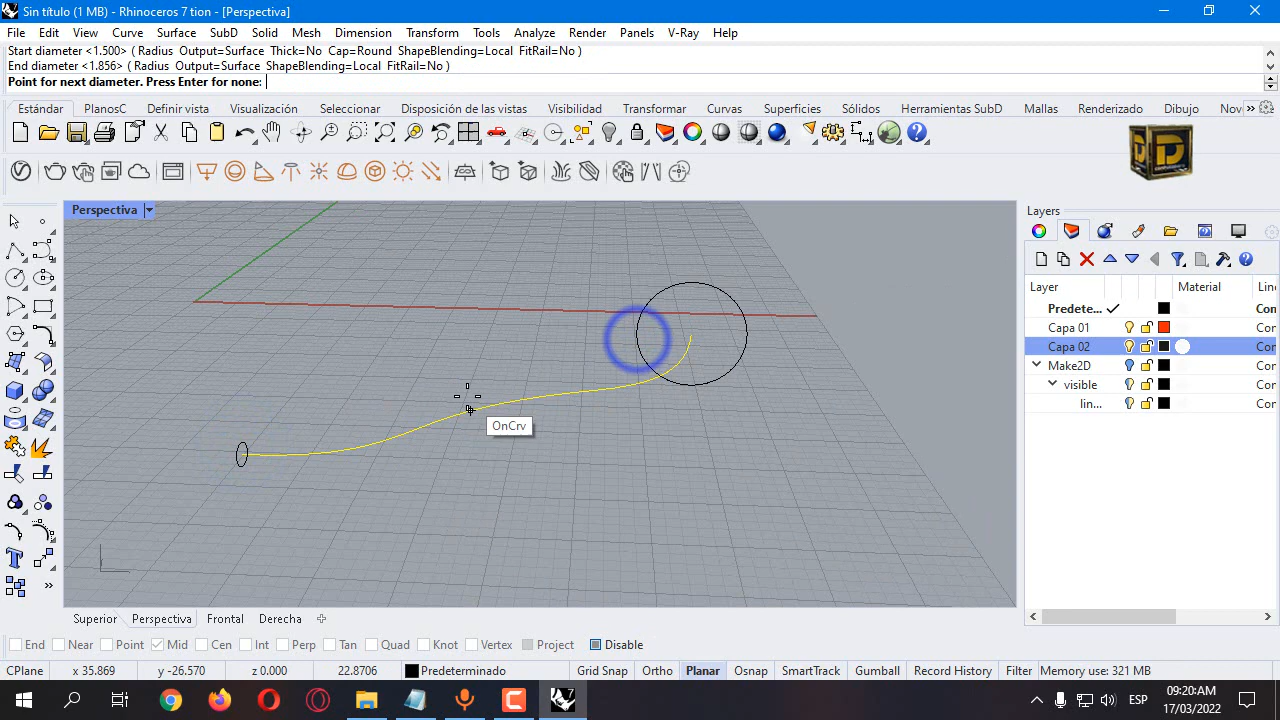 Sin título (1 MB) - Rhinoceros 7 tion - [Perspectiva]
File Edit View Curve Surface SubD Solid Mesh Dimension Transform Tools Analyze Render Panels V-Ray Help
Start diameter <1.500> ( Radius Output=Surface Thick=No Cap=Round ShapeBlending=Local FitRail=No )
End diameter <1.856> ( Radius Output=Surface ShapeBlending=Local FitRail=No )
Point for next diameter. Press Enter for none:
Estándar PlanosC Definir vista Visualización Seleccionar Disposición de las vistas Visibilidad Transformar Curvas Superficies Sólidos Herramientas SubD Mallas Renderizado Dibujo Nov
Perspectiva
Layers
Layer Material Line
Predete...
Con
Capa 01
Cor
Capa 02
Cor
Make2D
Cor
visible
Cor
lin...
Cor
OnCrv
Superior Perspectiva Frontal Derecha
End Near Point Mid Cen Int Perp Tan Quad Knot Vertex Project Disable
CPlane x 35.869 y -26.570 z 0.000 22.8706 Predeterminado Grid Snap Ortho Planar Osnap SmartTrack Gumball Record History Filter Memory use: 321 MB
ESP
09:20:AM
17/03/2022